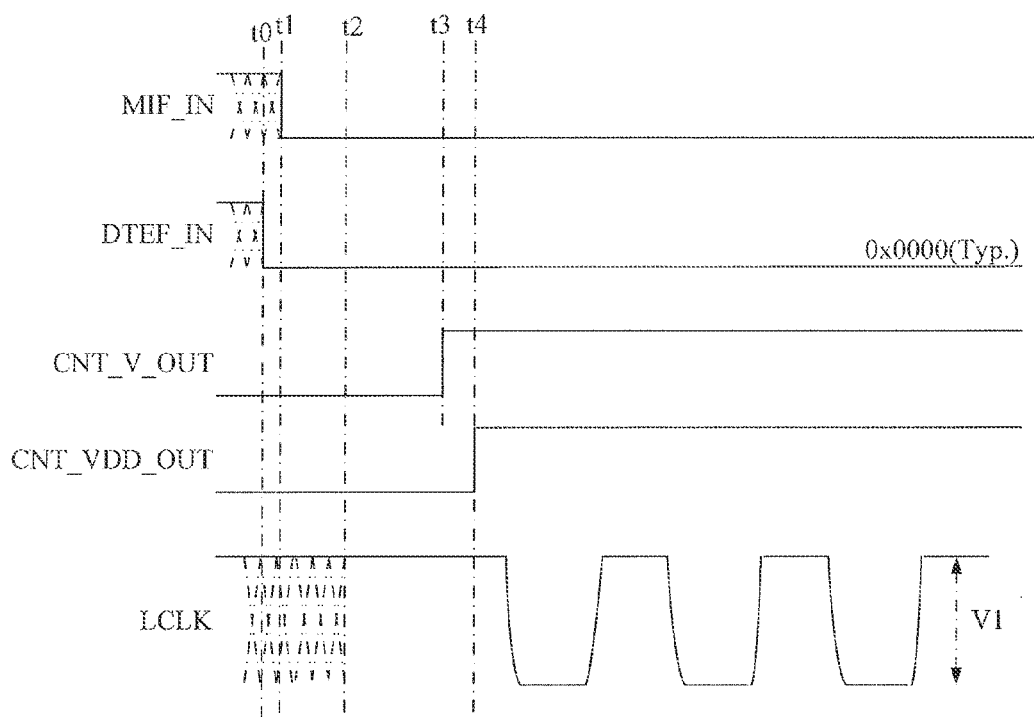 t0 t1 t2 t3 t4
MIF_IN
DTEF_IN
0x0000(Typ.)
CNT_V_OUT
CNT_VDD_OUT
LCLK
V1